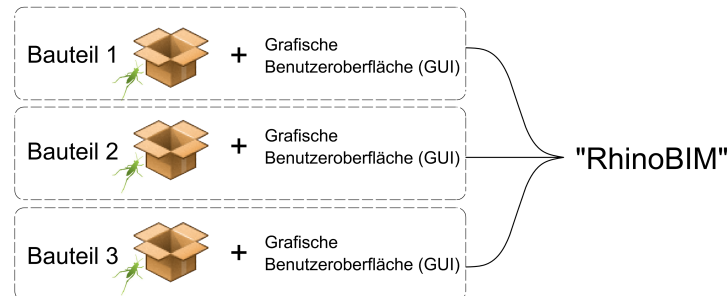 Bauteil 1 + Grafische
Benutzeroberfläche (GUI)
Bauteil 2 + Grafische
Benutzeroberfläche (GUI)
"RhinoBIM"
Bauteil 3 + Grafische
Benutzeroberfläche (GUI)